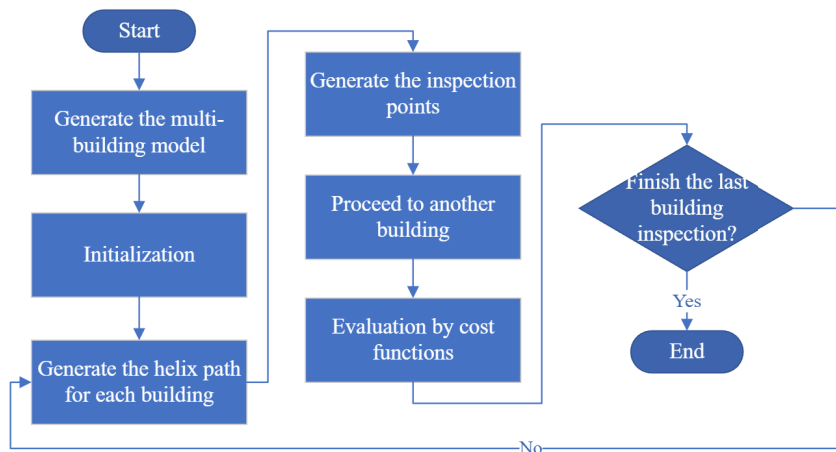 Start
Generate the multi-
building model
Initialization
Generate the helix path
for each building
Generate the inspection
points
Proceed to another
building
Evaluation by cost
functions
Finish the last
building
inspection?
Yes
End
No